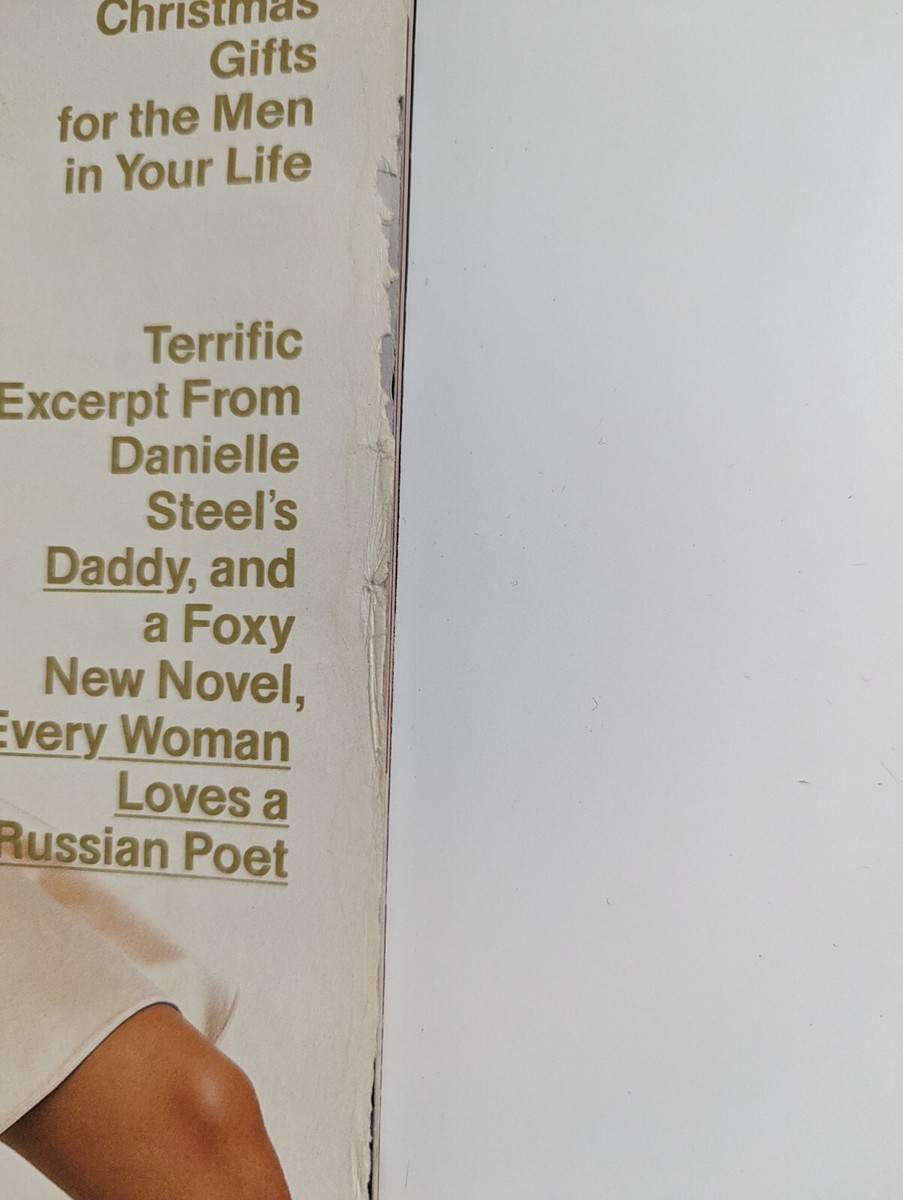 Christmas
Gifts
for the Men
in Your Life
Terrific
Excerpt From
Danielle
Steel's
Daddy, and
a Foxy
New Novel,
Every Woman
Loves a
Russian Poet